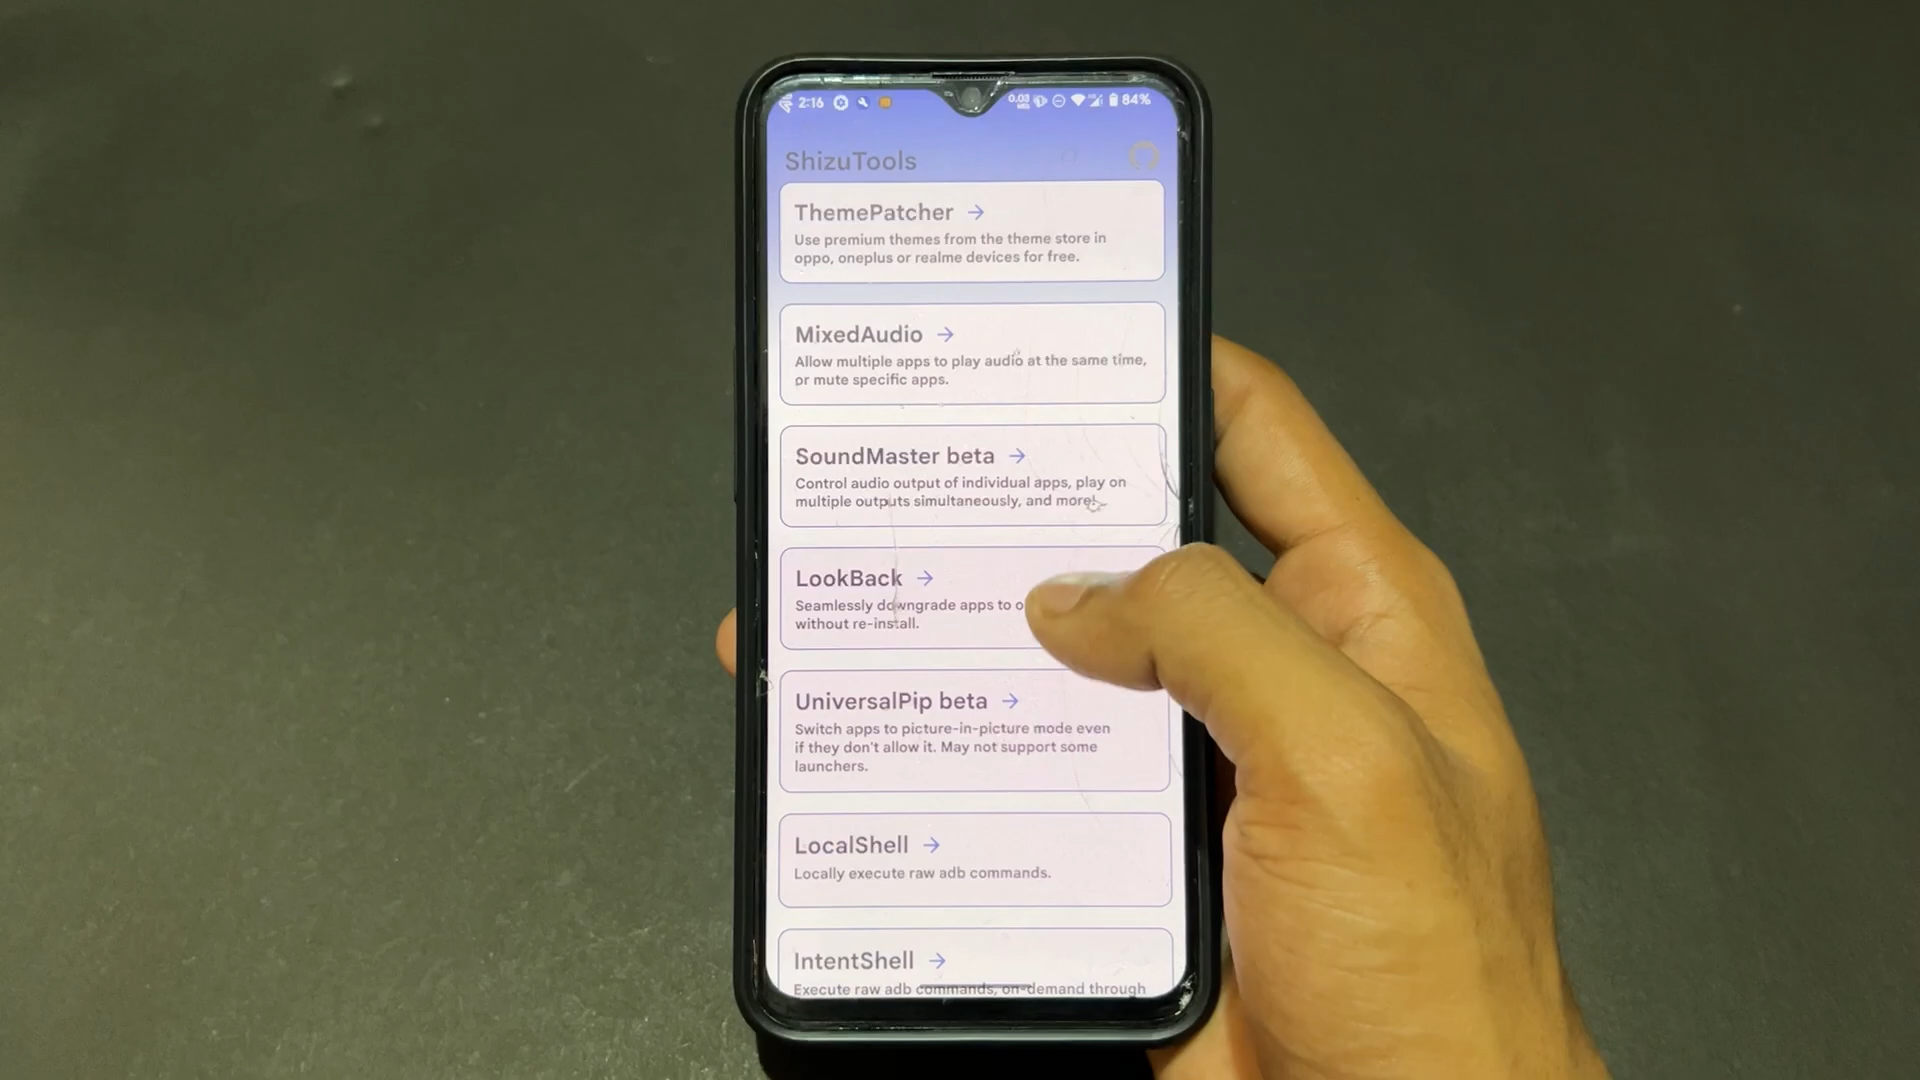 2:16
0.03
84%
ShizuTools
ThemePatcher →
Use premium themes from the theme store in
oppo, oneplus or realme devices for free.
MixedAudio →
Allow multiple apps to play audio at the same time,
or mute specific apps.
SoundMaster beta →
Control audio output of individual apps, play on
multiple outputs simultaneously, and more!
LookBack →
Seamlessly downgrade apps to
without re-install.
UniversalPip beta →
Switch apps to picture-in-picture mode even
if they don't allow it. May not support some
launchers.
LocalShell →
Locally execute raw adb commands.
IntentShell →
Execute raw adb commands, on-demand through